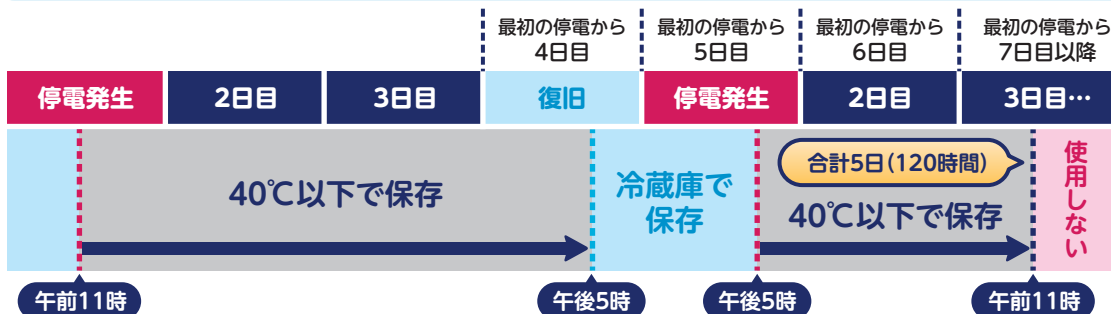 最初の停電から
4日目
最初の停電から
5日目
最初の停電から
6日目
最初の停電から
7日目以降
停電発生
2日目
3日目
復旧
停電発生
2日目
3日目…
40℃以下で保存
冷蔵庫で
保存
合計5日(120時間)
40℃以下で保存
使用しない
午前11時
午後5時
午後5時
午前11時